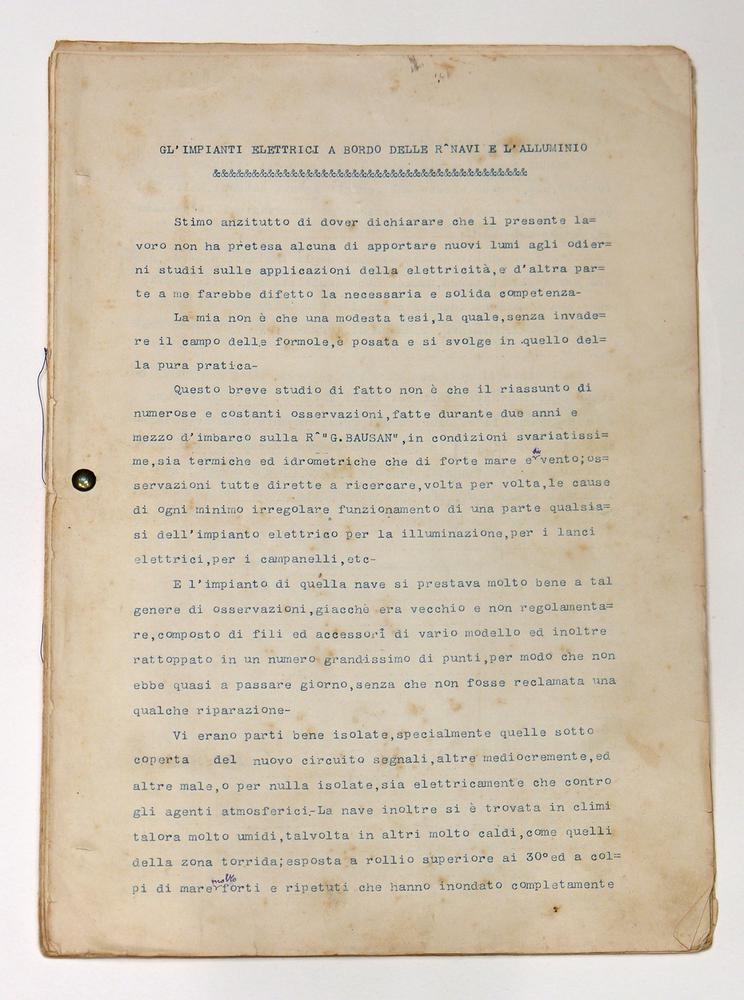 GL'IMPIANTI ELETTRICI A BORDO DELLE R^NAVI E L'ALLUMINIO
&&&&&&&&&&&&&&&&&&&&&&&&&&&&&&&&&&&&&&&&
Stimo anzitutto di dover dichiarare che il presente la=
voro non ha pretesa alcuna di apportare nuovi lumi agli odier=
ni studii sulle applicazioni della elettricità,e d'altra par=
te a me farebbe difetto la necessaria e solida competenza-
La mia non è che una modesta tesi,la quale,senza invade=
re il campo delle formole,è posata e si svolge in quello del=
la pura pratica-
Questo breve studio di fatto non è che il riassunto di
numerose e costanti osservazioni,fatte durante due anni e
mezzo d'imbarco sulla R^"G.BAUSAN",in condizioni svariatissi=
me,sia termiche ed idrometriche che di forte mare e di vento;os=
servazioni tutte dirette a ricercare,volta per volta,le cause
di ogni minimo irregolare funzionamento di una parte qualsia=
si dell'impianto elettrico per la illuminazione,per i lanci
elettrici,per i campanelli,etc-
E l'impianto di quella nave si prestava molto bene a tal
genere di osservazioni,giacchè era vecchio e non regolamenta=
re,composto di fili ed accessori di vario modello ed inoltre
rattoppato in un numero grandissimo di punti,per modo che non
ebbe quasi a passare giorno,senza che non fosse reclamata una
qualche riparazione-
Vi erano parti bene isolate,specialmente quelle sotto
coperta del nuovo circuito segnali,altre mediocremente,ed
altre male,o per nulla isolate,sia elettricamente che contro
gli agenti atmosferici.-La nave inoltre si è trovata in climi
talora molto umidi,talvolta in altri molto caldi,come quelli
della zona torrida;esposta a rollio superiore ai 30° ed a col=
pi di mare molto forti e ripetuti che hanno inondato completamente